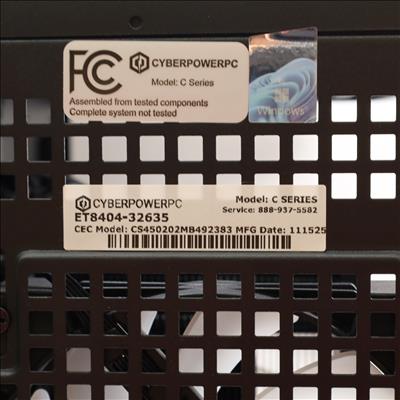 FC CYBERPOWERPC
Model: C Series
Assembled from tested components
Complete system not tested
Windows
CYBERPOWERPC
Model: C SERIES
ET8404-32635
Service: 888-937-5582
CEC Model: CS450202MB492383 MFG Date: 111525